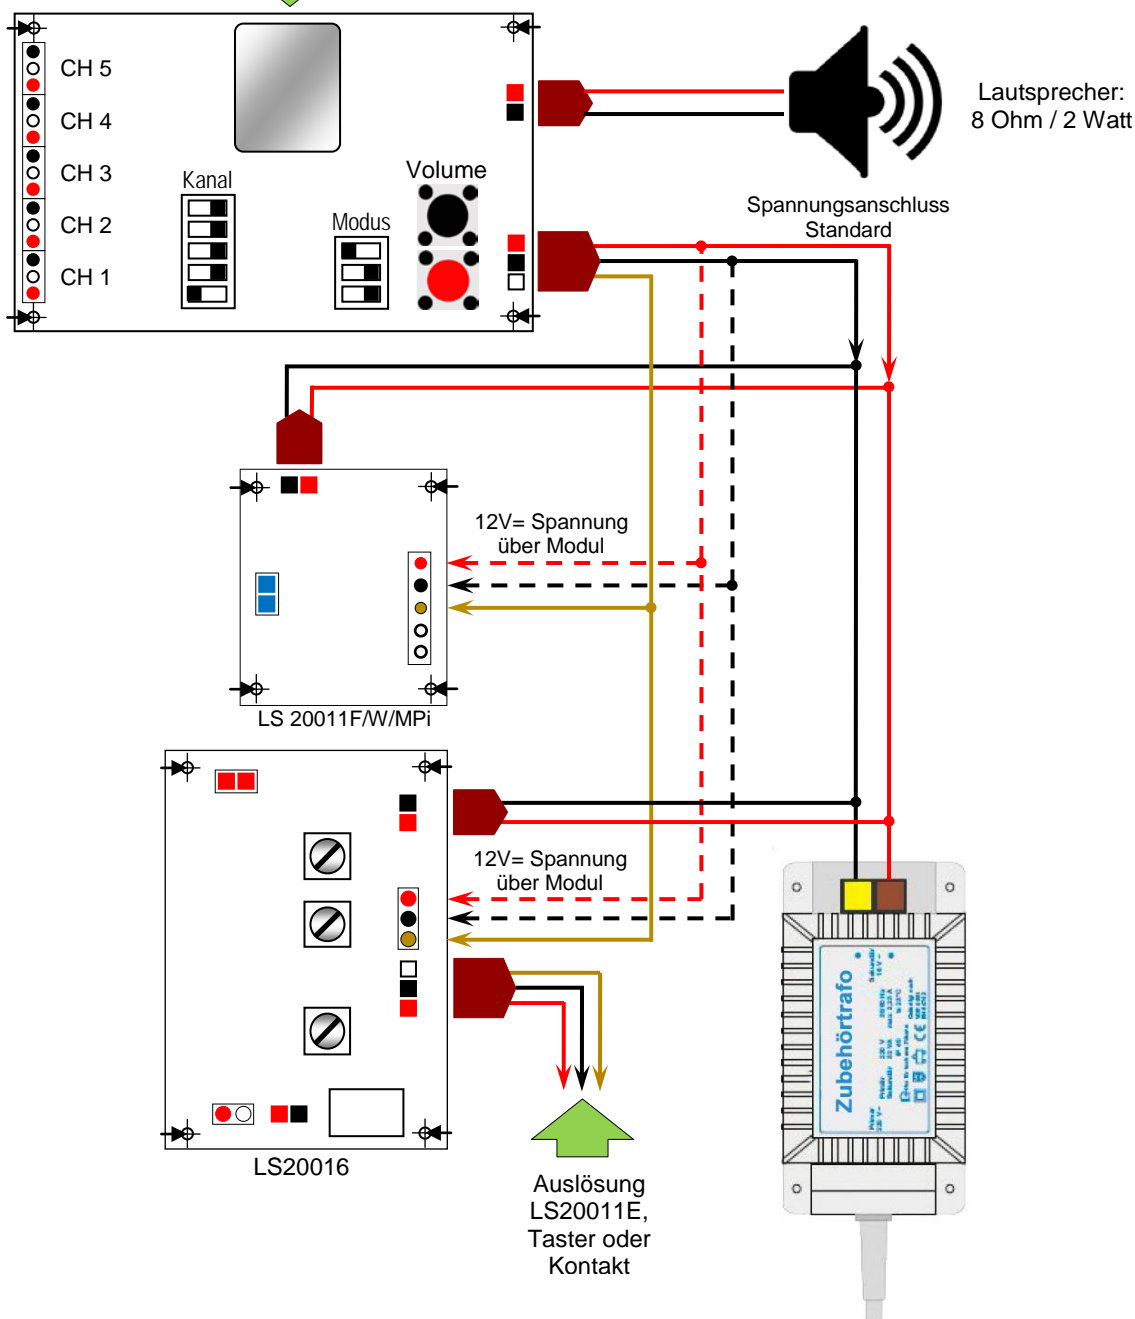 CH 5
CH 4
CH 3
CH 2
CH 1
Kanal
Modus
Volume
Lautsprecher:
8 Ohm / 2 Watt
Spannungsanschluss
Standard
12V= Spannung
über Modul
LS 20011F/W/MPi
12V= Spannung
über Modul
LS20016
Auslösung
LS20011E,
Taster oder
Kontakt
Zubehörtrafo